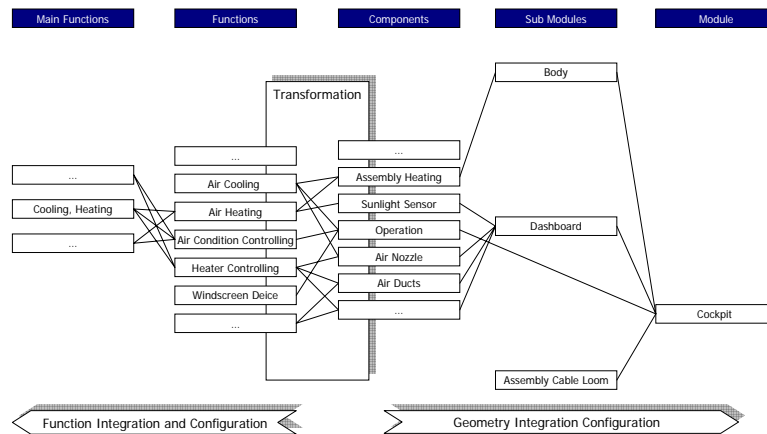 Main Functions
Functions
Components
Sub Modules
Module
Body
Transformation
...
...
...
Air Cooling
Assembly Heating
Cooling, Heating
Air Heating
Sunlight Sensor
...
Air Condition Controlling
Operation
Dashboard
Heater Controlling
Air Nozzle
Windscreen Deice
Air Ducts
...
...
Cockpit
Assembly Cable Loom
Function Integration and Configuration
Geometry Integration Configuration